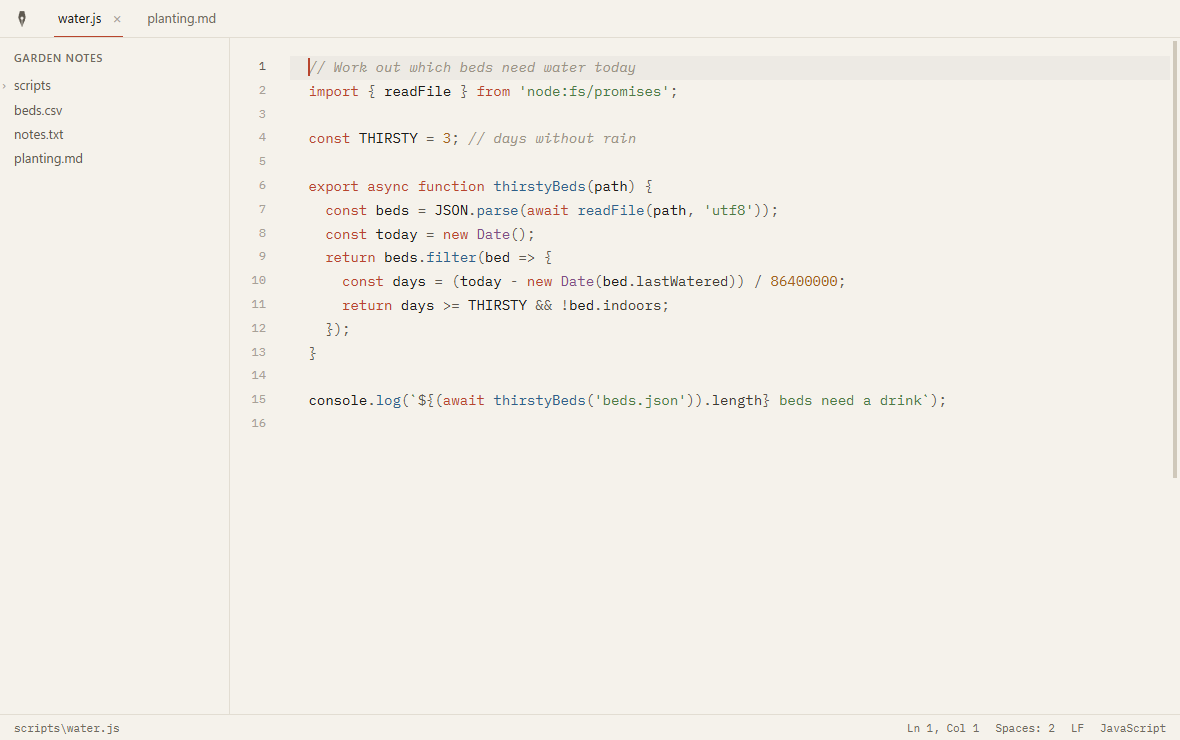 water.js × planting.md
GARDEN NOTES
› scripts
beds.csv
notes.txt
planting.md
1 // Work out which beds need water today
2 import { readFile } from 'node:fs/promises';
3
4 const THIRSTY = 3; // days without rain
5
6 export async function thirstyBeds(path) {
7   const beds = JSON.parse(await readFile(path, 'utf8'));
8   const today = new Date();
9   return beds.filter(bed => {
10     const days = (today - new Date(bed.lastWatered)) / 86400000;
11     return days >= THIRSTY && !bed.indoors;
12   });
13 }
14
15 console.log(`${(await thirstyBeds('beds.json')).length} beds need a drink`);
16
scripts\water.js Ln 1, Col 1 Spaces: 2 LF JavaScript